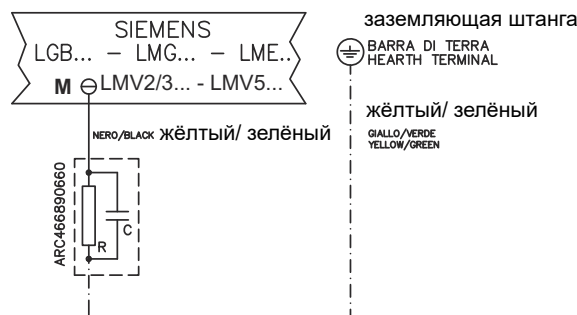 SIEMENS
LGB... – LMG... – LME..
M LMV2/3... - LMV5...
NERO/BLACK жёлтый/ зелёный
ARC466890660
R
C
заземляющая штанга
BARRA DI TERRA
HEARTH TERMINAL
жёлтый/ зелёный
GIALLO/VERDE
YELLOW/GREEN